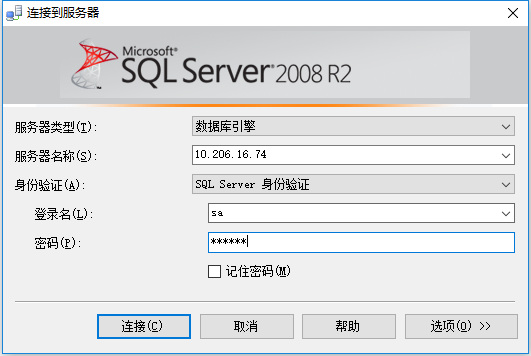 连接到服务器
Microsoft®
SQL Server® 2008 R2
服务器类型(T): 数据库引擎
服务器名称(S): 10.206.16.74
身份验证(A): SQL Server 身份验证
登录名(L): sa
密码(P): ******
记住密码(M)
连接(C) 取消 帮助 选项(O) >>